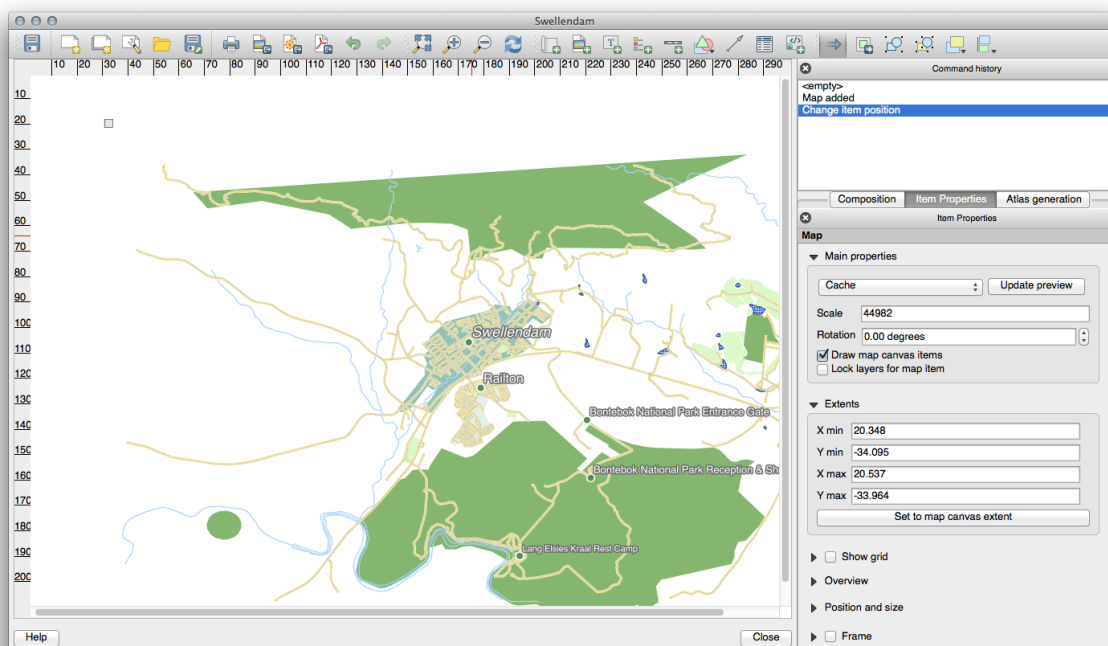 Swellendam
10 20 30 40 50 60 70 80 90 100 110 120 130 140 150 160 170 180 190 200 210 220 230 240 250 260 270 280 290
10
20
30
40
50
60
70
80
90
100
110
120
130
140
150
160
170
180
190
200
Swellendam
Railton
Bontebok National Park Entrance Gate
Bontebok National Park Reception & Sh
Lang Elsies Kraal Rest Camp
Help
Close
Command history
<empty>
Map added
Change item position
Composition
Item Properties
Atlas generation
Item Properties
Map
Main properties
Cache
Update preview
Scale 44982
Rotation 0.00 degrees
Draw map canvas items
Lock layers for map item
Extents
X min 20.348
Y min -34.095
X max 20.537
Y max -33.964
Set to map canvas extent
Show grid
Overview
Position and size
Frame